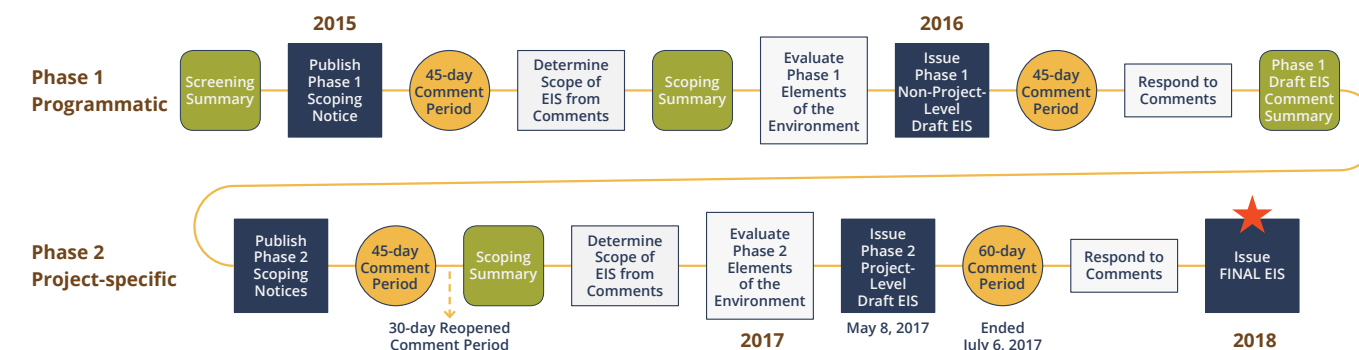 2015
2016
Phase 1
Programmatic
Screening
Summary
Publish
Phase 1
Scoping
Notice
45-day
Comment
Period
Determine
Scope of
EIS from
Comments
Scoping
Summary
Evaluate
Phase 1
Elements
of the
Environment
Issue
Phase 1
Non-Project-
Level
Draft EIS
45-day
Comment
Period
Respond to
Comments
Phase 1
Draft EIS
Comment
Summary
Phase 2
Project-specific
Publish
Phase 2
Scoping
Notices
45-day
Comment
Period
30-day Reopened
Comment Period
Scoping
Summary
Determine
Scope of
EIS from
Comments
Evaluate
Phase 2
Elements
of the
Environment
2017
Issue
Phase 2
Project-
Level
Draft EIS
May 8, 2017
60-day
Comment
Period
Ended
July 6, 2017
Respond to
Comments
Issue
FINAL EIS
2018